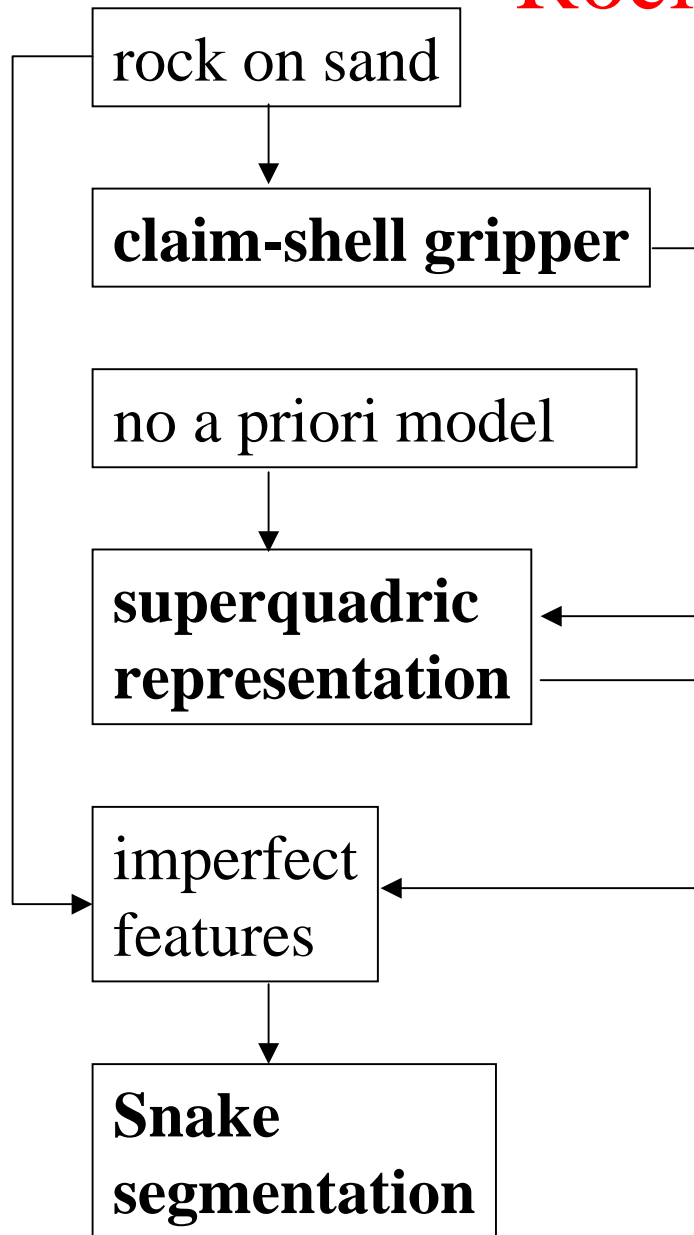 rock on sand
claim-shell gripper
no a priori model
superquadric
representation
imperfect
features
Snake
segmentation